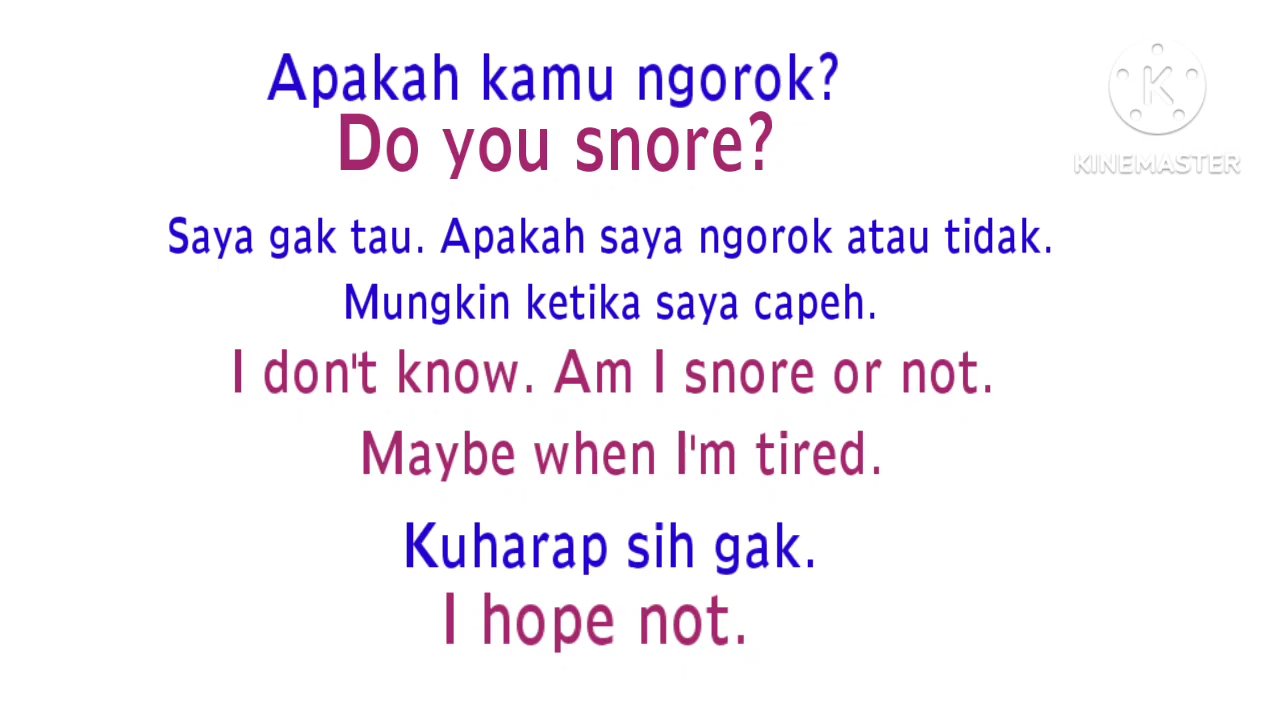 Apakah kamu ngorok?
Do you snore?
Saya gak tau. Apakah saya ngorok atau tidak.
Mungkin ketika saya capeh.
I don't know. Am I snore or not.
Maybe when I'm tired.
Kuharap sih gak.
I hope not.
K
KINEMASTER